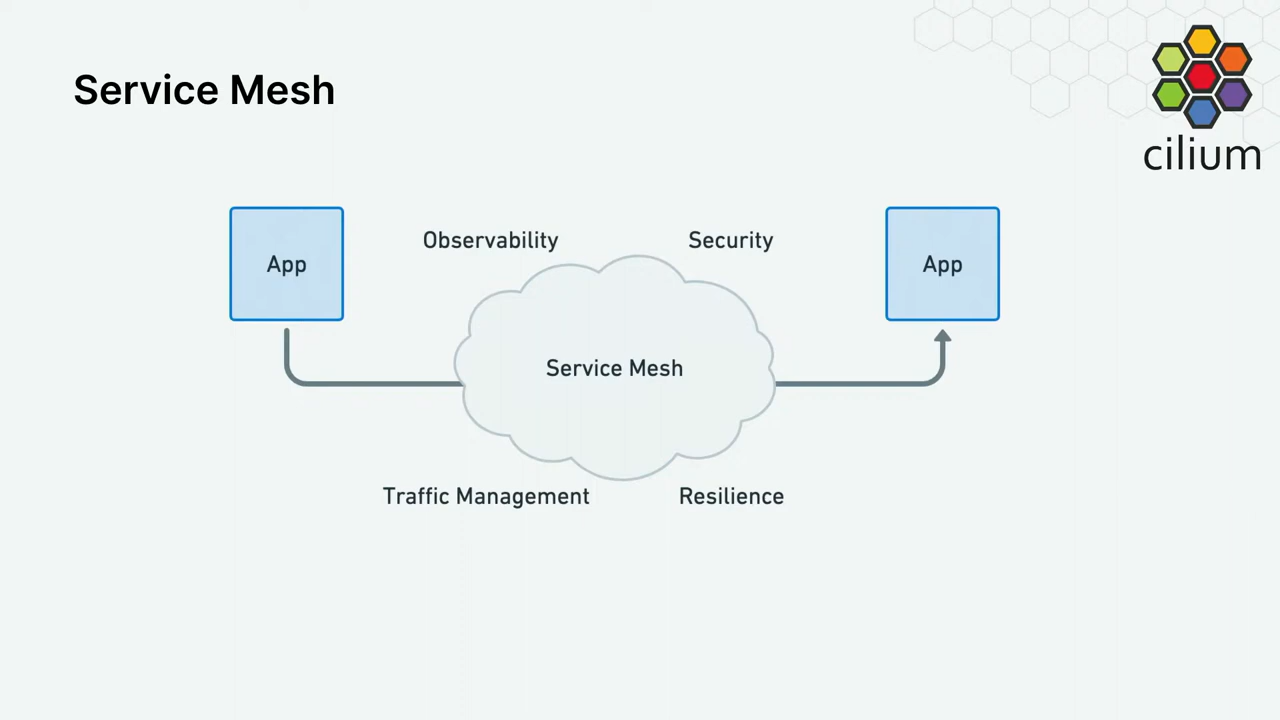 Service Mesh
cilium
App
Observability
Security
App
Service Mesh
Traffic Management
Resilience